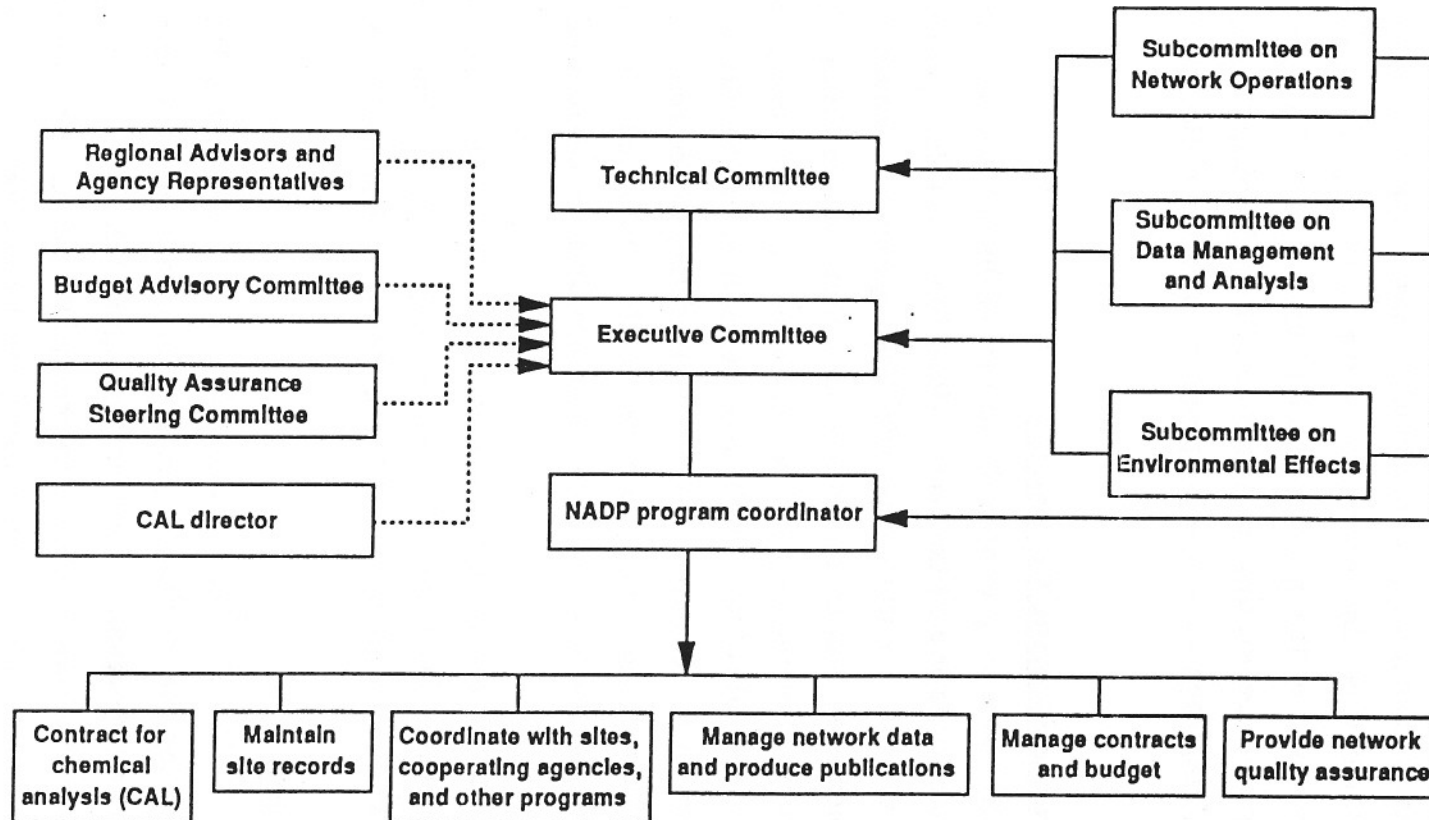 Subcommittee on
Network Operations
Regional Advisors and
Agency Representatives
Technical Committee
Subcommittee on
Data Management
and Analysis
Budget Advisory Committee
Executive Committee
Quality Assurance
Steering Committee
Subcommittee on
Environmental Effects
CAL director
NADP program coordinator
Contract for
chemical
analysis (CAL)
Maintain
site records
Coordinate with sites,
cooperating agencies,
and other programs
Manage network data
and produce publications
Manage contracts
and budget
Provide network
quality assurance